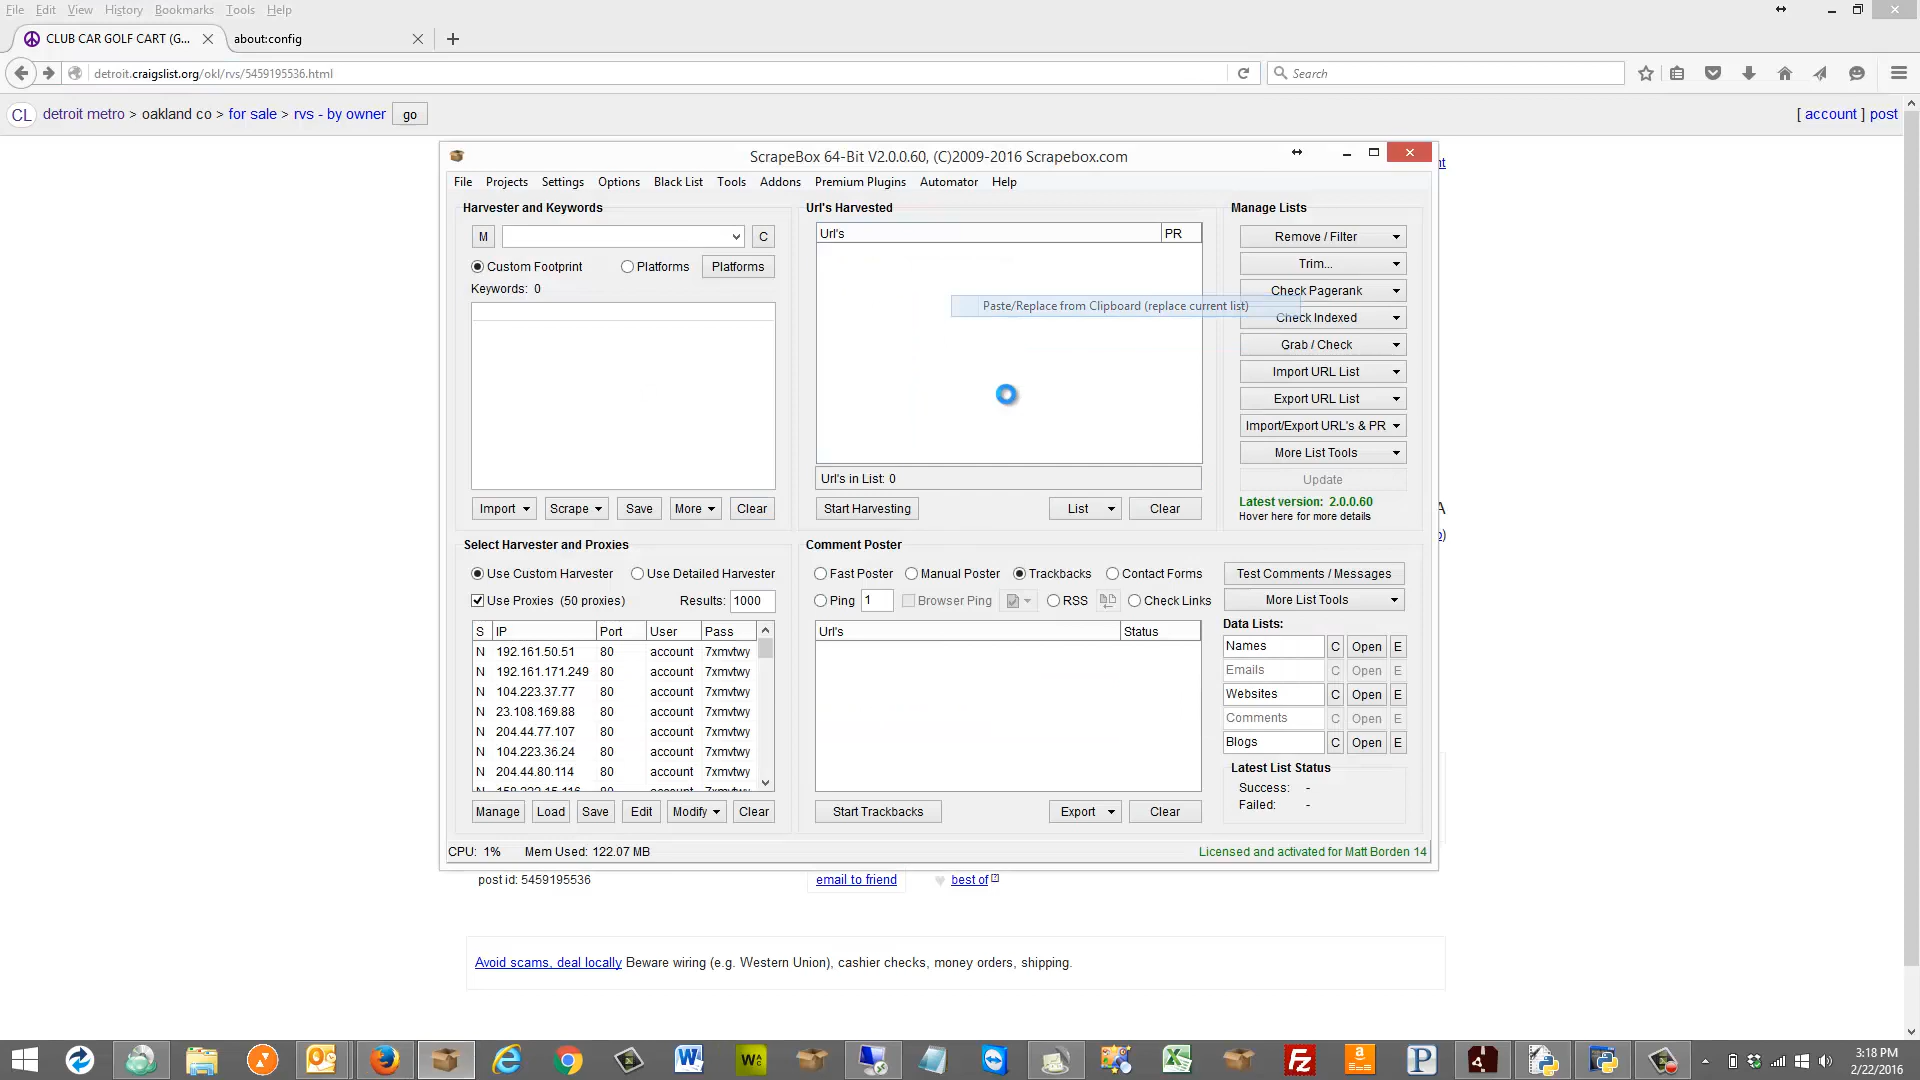 File Edit View History Bookmarks Tools Help
CLUB CAR GOLF CART (G...
about:config
detroit.craigslist.org/okl/rvs/5459195536.html
Search
CL detroit metro > oakland co > for sale > rvs - by owner go
[ account ] post
ScrapeBox 64-Bit V2.0.0.60, (C)2009-2016 Scrapebox.com
File Projects Settings Options Black List Tools Addons Premium Plugins Automator Help
Harvester and Keywords
M
C
Custom Footprint Platforms Platforms
Keywords: 0
Import Scrape Save More Clear
Url's Harvested
Url's PR
Paste/Replace from Clipboard (replace current list)
Url's in List: 0
Start Harvesting List Clear
Manage Lists
Remove / Filter
Trim...
Check Pagerank
Check Indexed
Grab / Check
Import URL List
Export URL List
Import/Export URL's & PR
More List Tools
Update
Latest version: 2.0.0.60
Hover here for more details
Select Harvester and Proxies
Use Custom Harvester Use Detailed Harvester
Use Proxies (50 proxies) Results: 1000
S IP Port User Pass
N 192.161.50.51 80 account 7xmvtwy
N 192.161.171.249 80 account 7xmvtwy
N 104.223.37.77 80 account 7xmvtwy
N 23.108.169.88 80 account 7xmvtwy
N 204.44.77.107 80 account 7xmvtwy
N 104.223.36.24 80 account 7xmvtwy
N 204.44.80.114 80 account 7xmvtwy
Manage Load Save Edit Modify Clear
Comment Poster
Fast Poster Manual Poster Trackbacks Contact Forms
Ping 1 Browser Ping RSS Check Links
Url's Status
Start Trackbacks Export Clear
Test Comments / Messages
More List Tools
Data Lists:
Names C Open E
Emails C Open E
Websites C Open E
Comments C Open E
Blogs C Open E
Latest List Status
Success: -
Failed: -
CPU: 1% Mem Used: 122.07 MB
Licensed and activated for Matt Borden 14
post id: 5459195536
email to friend
best of [?]
Avoid scams, deal locally Beware wiring (e.g. Western Union), cashier checks, money orders, shipping.
3:18 PM
2/22/2016